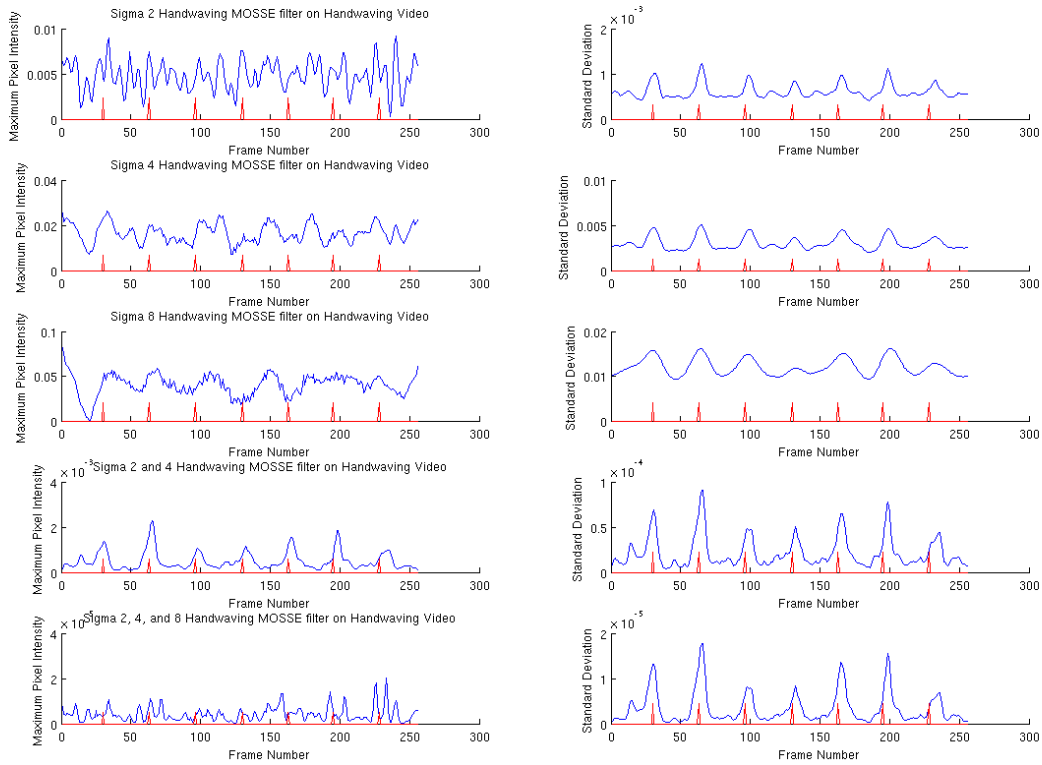 Sigma 2 Handwaving MOSSE filter on Handwaving Video
Maximum Pixel Intensity
0.01
0.005
0
0 50 100 150 200 250 300
Frame Number
× 10-3
Standard Deviation
2
1
0
0 50 100 150 200 250 300
Frame Number
Sigma 4 Handwaving MOSSE filter on Handwaving Video
Maximum Pixel Intensity
0.04
0.02
0
0 50 100 150 200 250 300
Frame Number
Standard Deviation
0.01
0.005
0
0 50 100 150 200 250 300
Frame Number
Sigma 8 Handwaving MOSSE filter on Handwaving Video
Maximum Pixel Intensity
0.1
0.05
0
0 50 100 150 200 250 300
Frame Number
Standard Deviation
0.02
0.01
0
0 50 100 150 200 250 300
Frame Number
× 10-3
Sigma 2 and 4 Handwaving MOSSE filter on Handwaving Video
Maximum Pixel Intensity
4
2
0
0 50 100 150 200 250 300
Frame Number
× 10-4
Standard Deviation
1
0.5
0
0 50 100 150 200 250 300
Frame Number
× 10
Sigma 2, 4, and 8 Handwaving MOSSE filter on Handwaving Video
Maximum Pixel Intensity
4
2
0
0 50 100 150 200 250 300
Frame Number
× 10-5
Standard Deviation
2
1
0
0 50 100 150 200 250 300
Frame Number